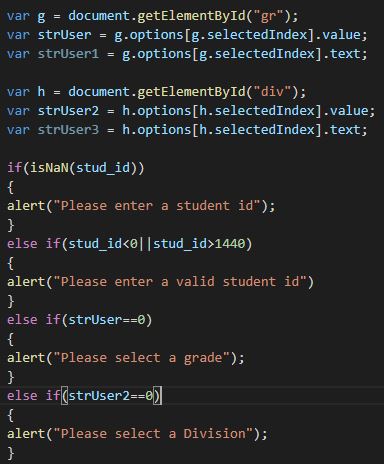 var g = document.getElementById("gr");
var strUser = g.options[g.selectedIndex].value;
var strUser1 = g.options[g.selectedIndex].text;
var h = document.getElementById("div");
var strUser2 = h.options[h.selectedIndex].value;
var strUser3 = h.options[h.selectedIndex].text;
if(isNaN(stud_id))
{
alert("Please enter a student id");
}
else if(stud_id<0||stud_id>1440)
{
alert("Please enter a valid student id")
}
else if(strUser==0)
{
alert("Please select a grade");
}
else if(strUser2==0)
{
alert("Please select a Division");
}